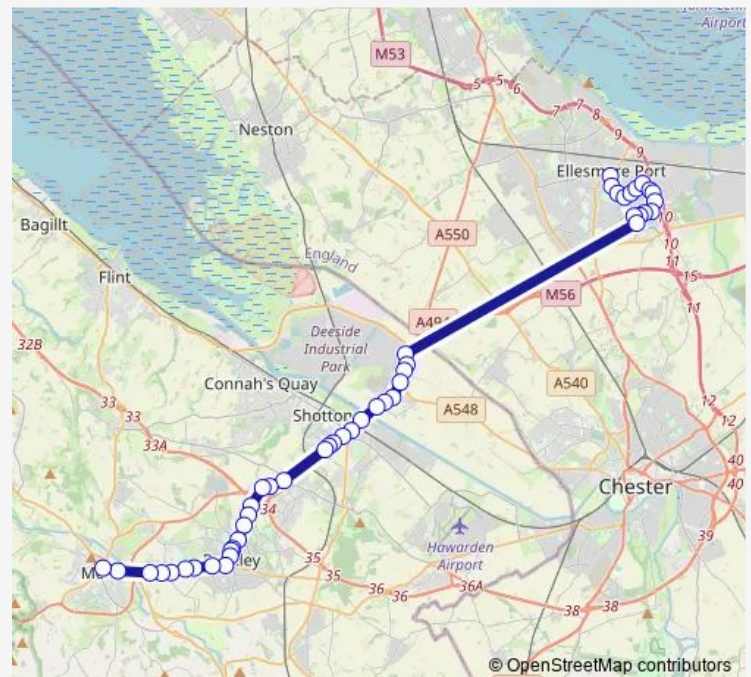 Airport
M53
5
5
6
7
7
8
9
9
Neston
Ellesmere Port
10
10
11
Bagillt
A550
England
15
Flint
M56
11
A494
Deeside
Industrial
Park
32B
Connah's Quay
A540
33
33
Shotton
A548
12
12
33A
40
40
Chester
34
39
Hawarden
Airport
35
35
36
36
36A
38
38
© OpenStreetMap contributors